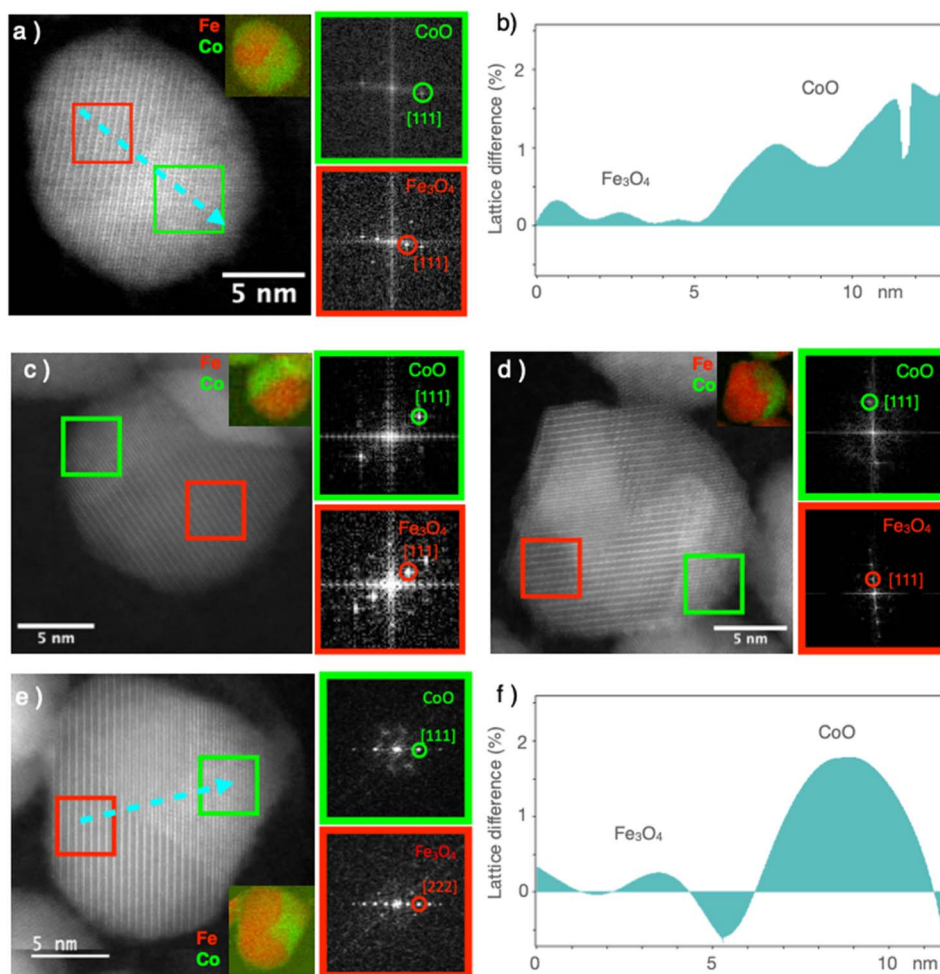 a )
Fe
Co
5 nm
CoO
[111]
Fe₃O₄
[111]
b)
Lattice difference (%)
2
1
0
Fe₃O₄
CoO
0
5
10
nm
c )
Fe
Co
5 nm
CoO
[111]
Fe₃O₄
[111]
d )
Fe
Co
5 nm
CoO
[111]
Fe₃O₄
[111]
e )
Fe
Co
5 nm
CoO
[111]
Fe₃O₄
[222]
f )
Lattice difference (%)
2
1
0
Fe₃O₄
CoO
0
5
10
nm